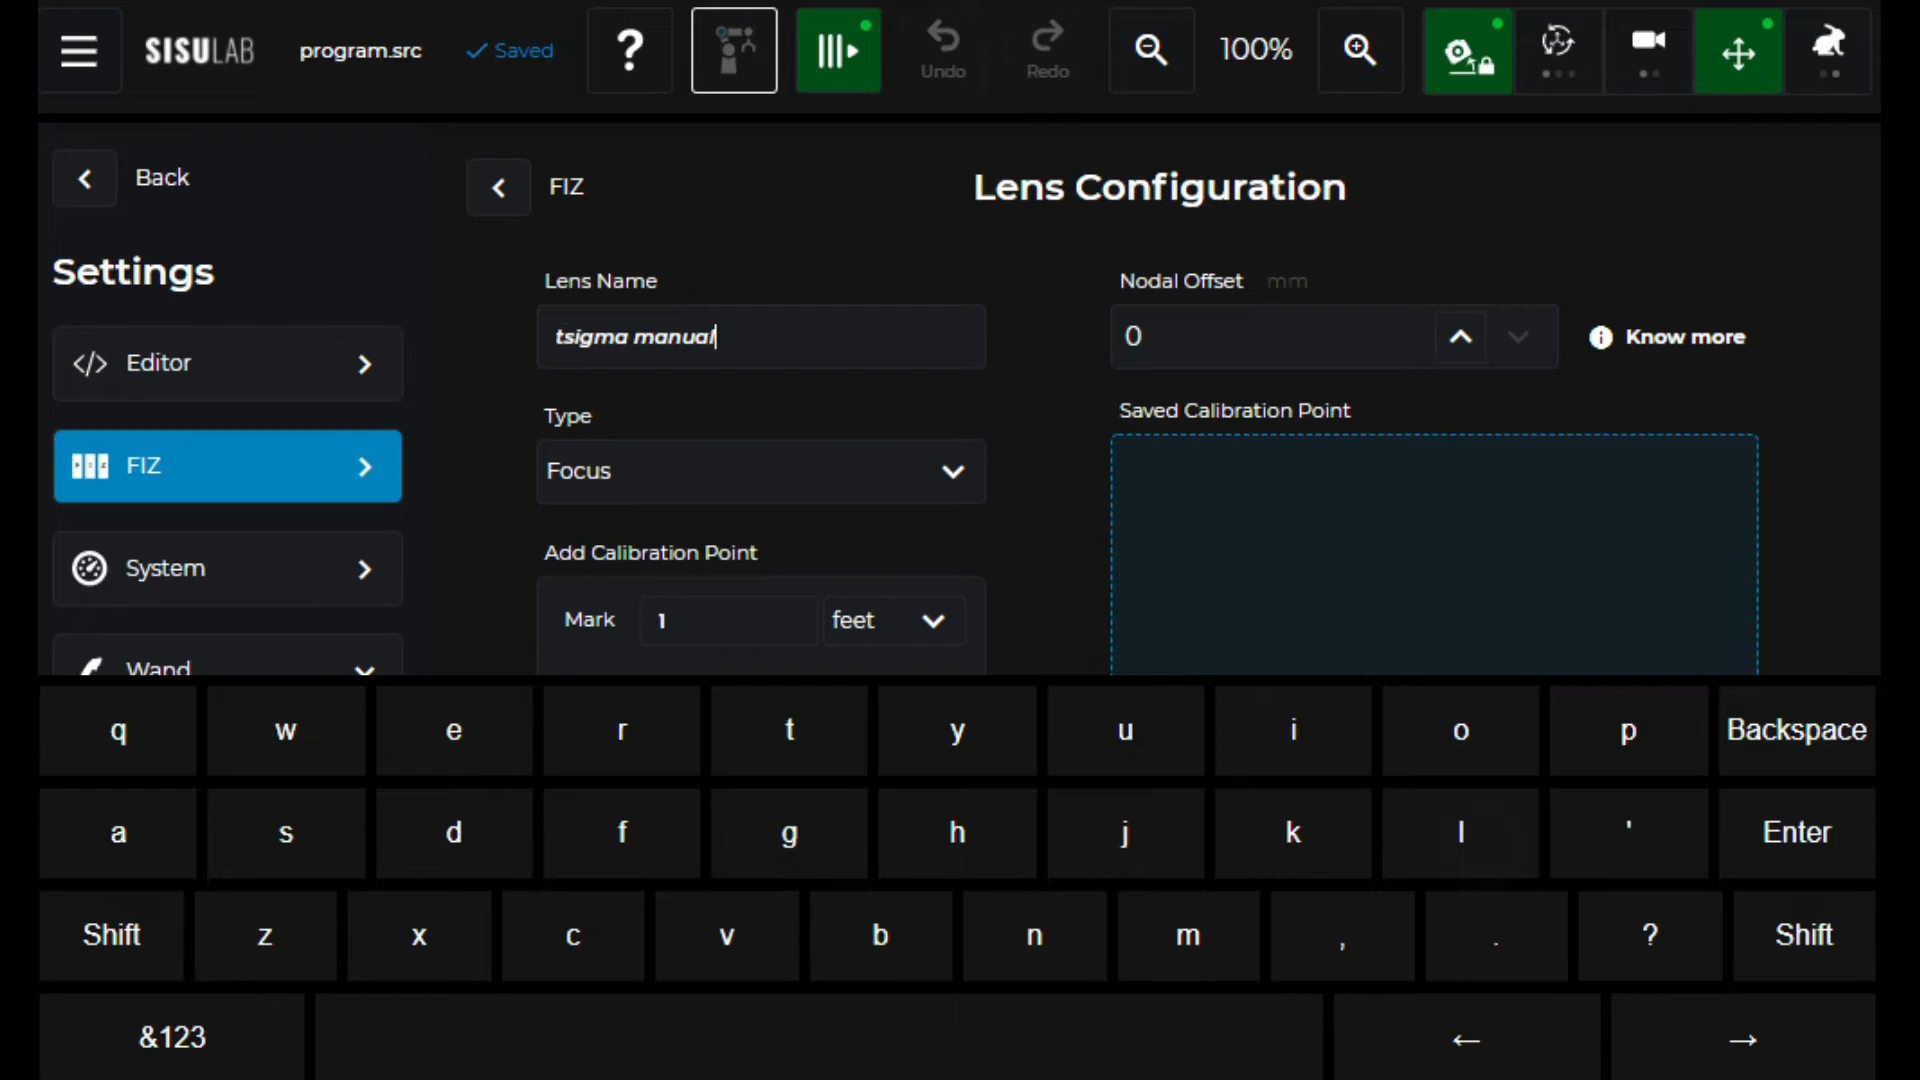 SISULAB program.src Saved ? Undo Redo 100%
Back
FIZ
Lens Configuration
Settings
Lens Name
Nodal Offset mm
tsigma manual
0
Know more
Editor
Type
Saved Calibration Point
Focus
FIZ
Add Calibration Point
System
Mark 1 feet
Wand
q w e r t y u i o p Backspace
a s d f g h j k l ' Enter
Shift z x c v b n m , . ? Shift
&123 ← →